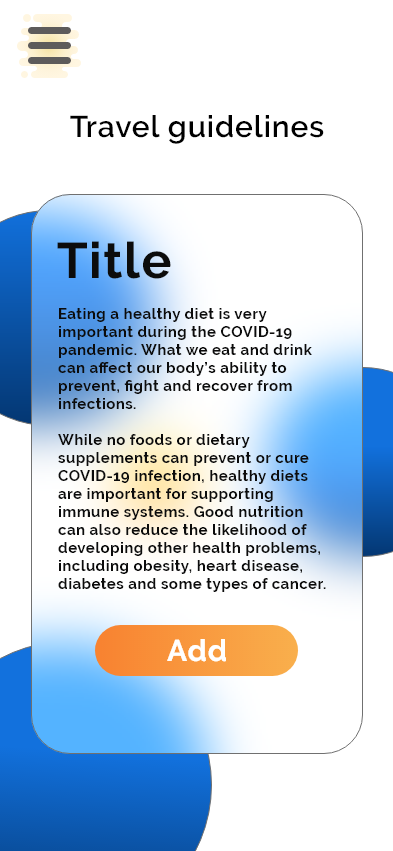 Travel guidelines
Title
Eating a healthy diet is very
important during the COVID-19
pandemic. What we eat and drink
can affect our body’s ability to
prevent, fight and recover from
infections.
While no foods or dietary
supplements can prevent or cure
COVID-19 infection, healthy diets
are important for supporting
immune systems. Good nutrition
can also reduce the likelihood of
developing other health problems,
including obesity, heart disease,
diabetes and some types of cancer.
Add